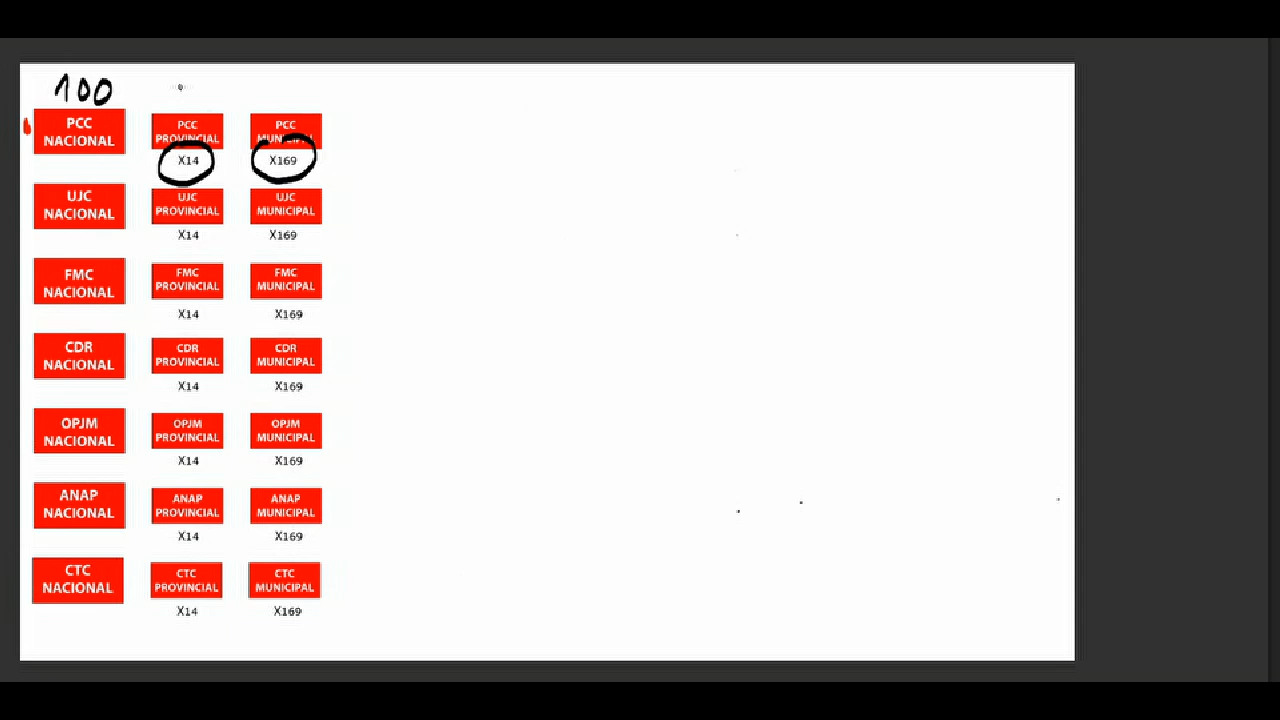 100
PCC
NACIONAL
PCC
PROVINCIAL
X14
PCC
MUNICIPAL
X169
UJC
NACIONAL
UJC
PROVINCIAL
X14
UJC
MUNICIPAL
X169
FMC
NACIONAL
FMC
PROVINCIAL
X14
FMC
MUNICIPAL
X169
CDR
NACIONAL
CDR
PROVINCIAL
X14
CDR
MUNICIPAL
X169
OPJM
NACIONAL
OPJM
PROVINCIAL
X14
OPJM
MUNICIPAL
X169
ANAP
NACIONAL
ANAP
PROVINCIAL
X14
ANAP
MUNICIPAL
X169
CTC
NACIONAL
CTC
PROVINCIAL
X14
CTC
MUNICIPAL
X169